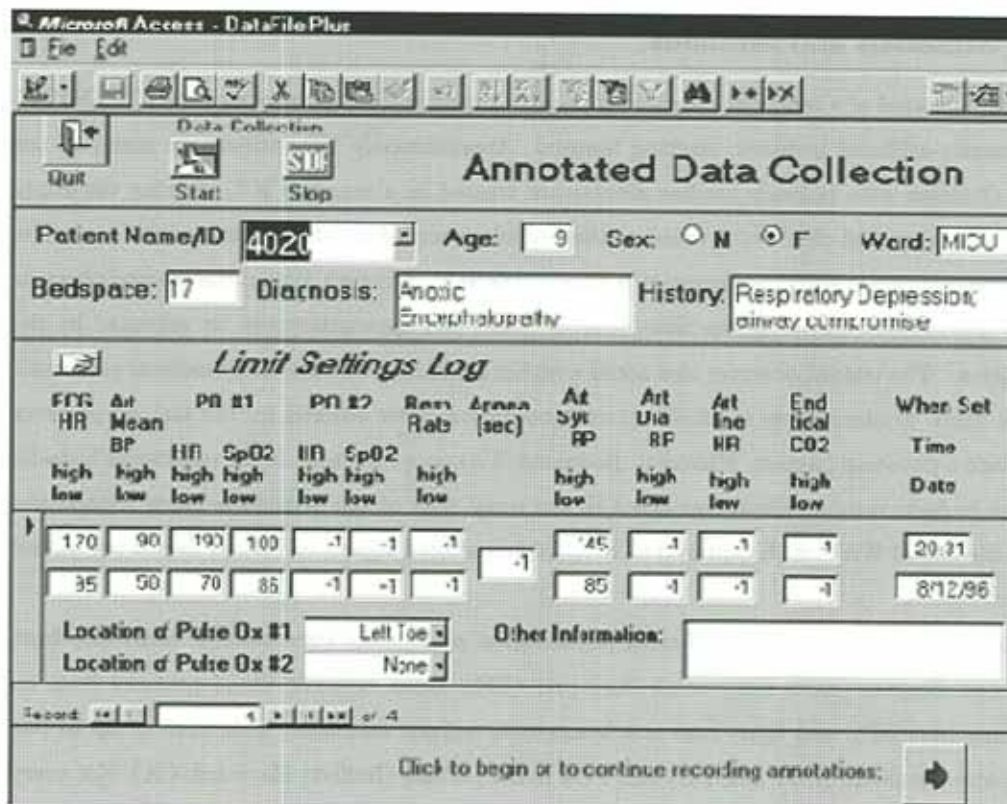 Microsoft Access - DataFile Plus
File Edit
Data Collection
Quit
Start
Stop
Annotated Data Collection
Patient Name/ID 4020 Age: 9 Sex: M F Ward: MICU
Bedspace: 17 Diagnosis: Anoxic Encephalopathy History: Respiratory Depression; airway compromise
Limit Settings Log
ECG HR high low
Art Mean BP high low
PO #1 HR high low SpO2 high low
PO #2 HR high low SpO2 high low
Resp Rate high low
Apnea (sec)
Art Sys BP high low
Art Dia BP high low
Art line HR high low
End tidal CO2 high low
When Set Time Date
90 100 -1 -1 -1 -1 145 -1 -1 -1
50 70 -1 -1 -1 85 -1 -1 -1 8/12/96
Location of Pulse Ox #1 Left Toe Other Information:
Location of Pulse Ox #2 None
Record: 4 of 4
Click to begin or to continue recording annotations: